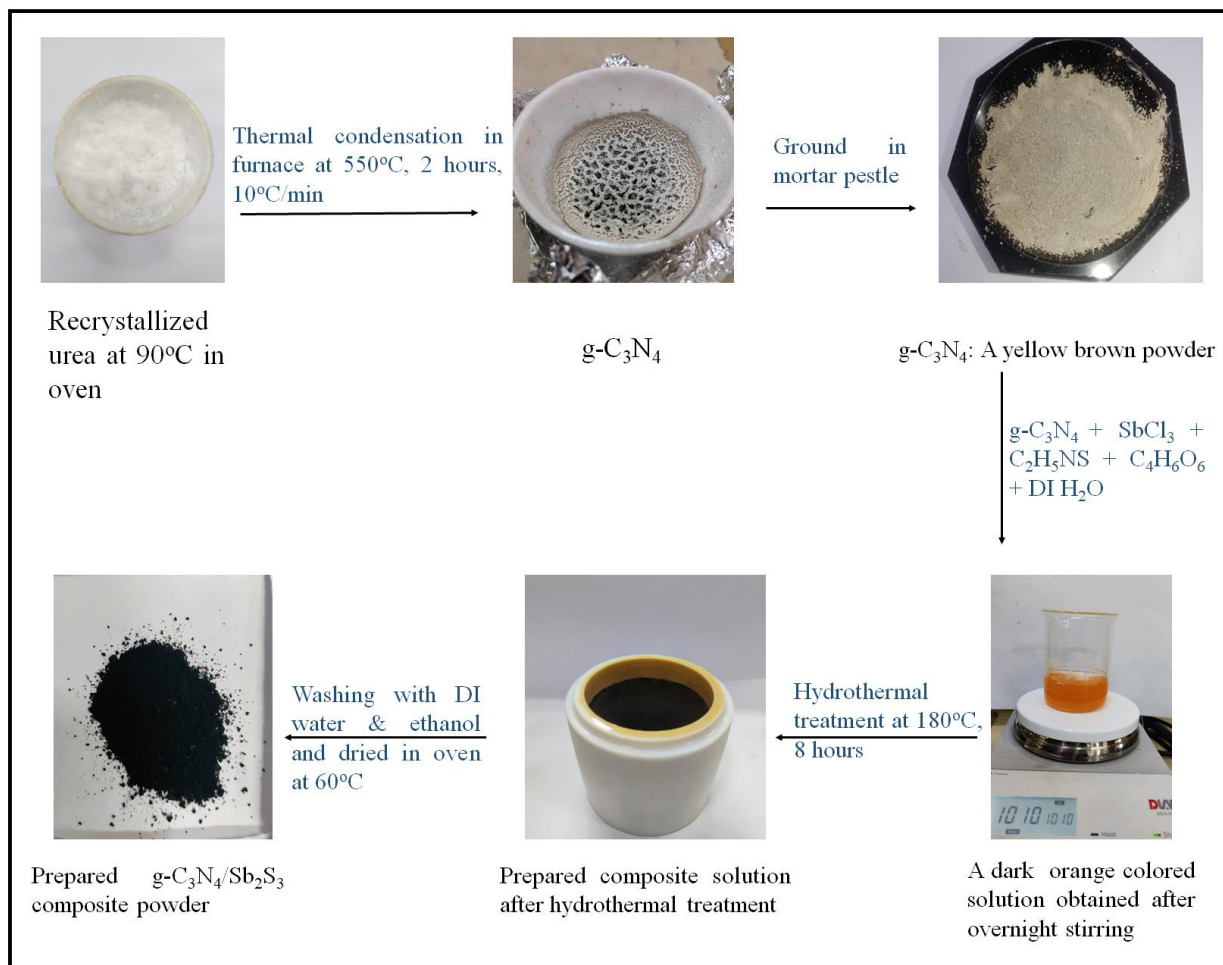 Thermal condensation in
furnace at 550°C, 2 hours,
10°C/min
Ground in
mortar pestle
Recrystallized
urea at 90°C in
oven
g-C₃N₄
g-C₃N₄: A yellow brown powder
g-C₃N₄ + SbCl₃ +
C₂H₅NS + C₄H₆O₆
+ DI H₂O
Washing with DI
water & ethanol
and dried in oven
at 60°C
Hydrothermal
treatment at 180°C,
8 hours
1010 1010
Heat
Prepared g-C₃N₄/Sb₂S₃
composite powder
Prepared composite solution
after hydrothermal treatment
A dark orange colored
solution obtained after
overnight stirring